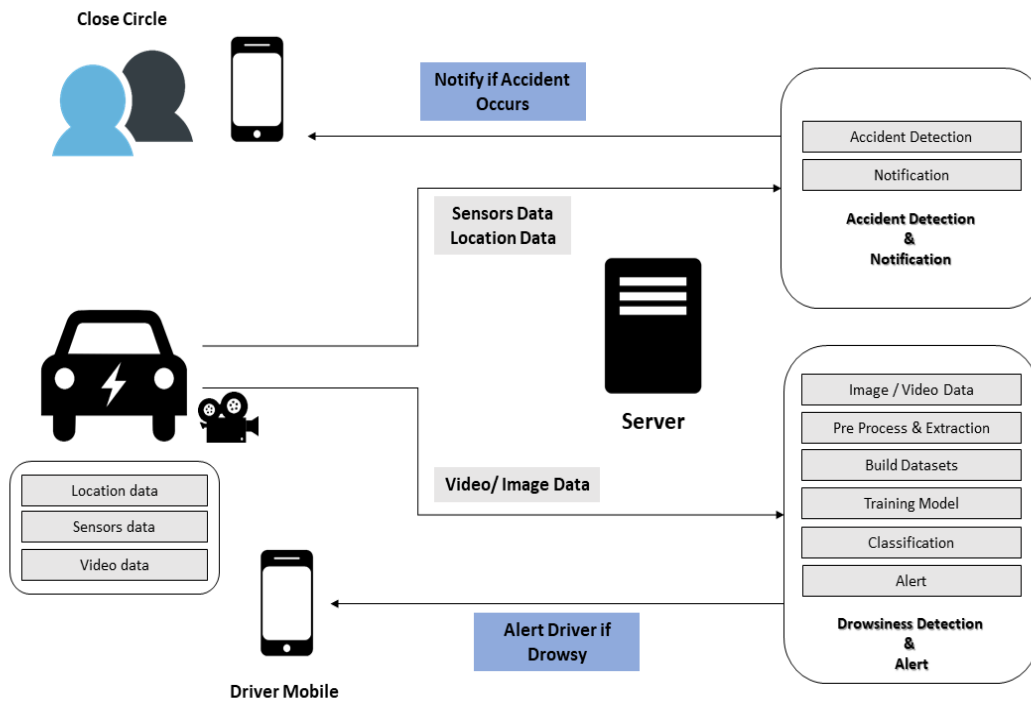 Close Circle
Notify if Accident
Occurs
Accident Detection
Notification
Accident Detection
&
Notification
Sensors Data
Location Data
Server
Image / Video Data
Pre Process & Extraction
Build Datasets
Training Model
Classification
Alert
Drowsiness Detection
&
Alert
Location data
Sensors data
Video data
Video/ Image Data
Alert Driver if
Drowsy
Driver Mobile